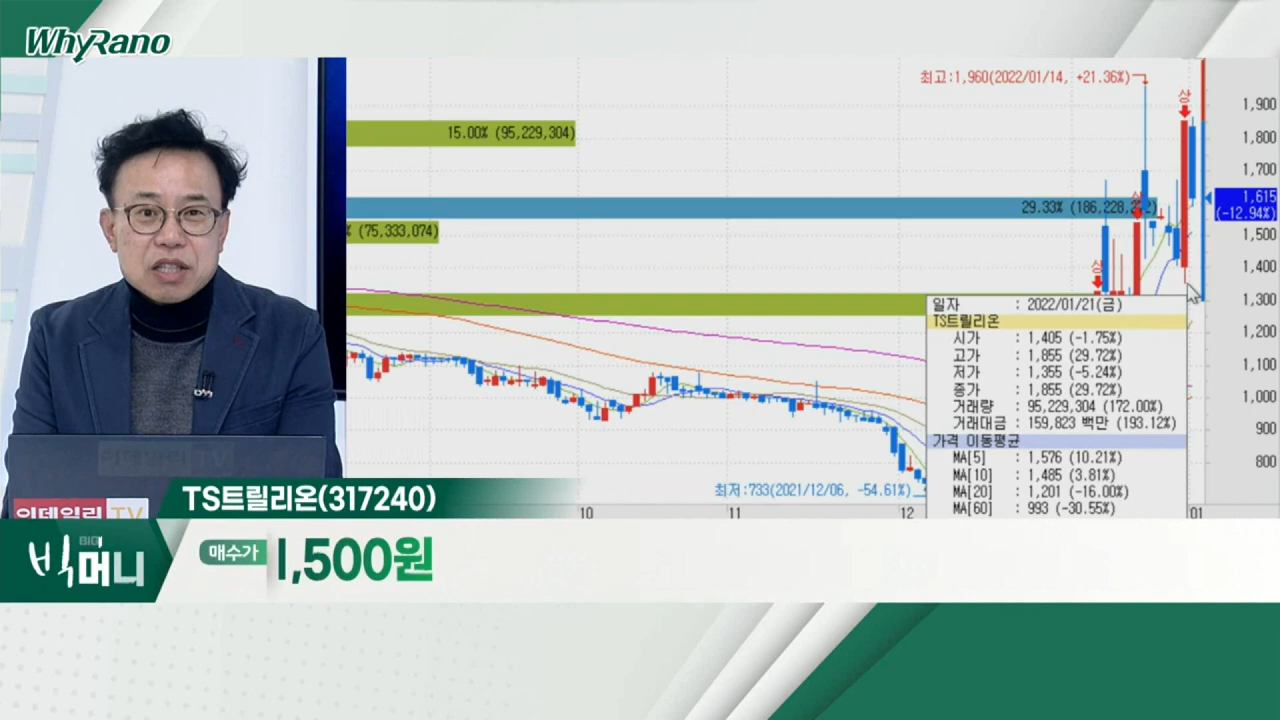 WhyRano
최고:1,960(2022/01/14, +21.36%)
상
1,900
15.00% (95,229,304)
1,800
1,700
상
1,615
(-12.94%)
29.33% (186,228,
% (75,333,074)
1,500
상
1,400
1,300
일자 : 2022/01/21(금)
TS트릴리온
시가 : 1,405 (-1.75%)
고가 : 1,855 (29.72%)
저가 : 1,355 (-5.24%)
종가 : 1,855 (29.72%)
거래량 : 95,229,304 (172.00%)
거래대금 : 159,823 백만 (193.12%)
가격 이동평균
MA[5] : 1,576 (10.21%)
MA[10] : 1,485 (3.81%)
MA[20] : 1,201 (-16.00%)
MA[60] : 993 (-30.55%)
1,200
1,100
1,000
900
800
최저:733(2021/12/06, -54.61%)
10
11
12
01
이데일리 TV
TS트릴리온(317240)
BIG
빅머니
매수가
1,500원